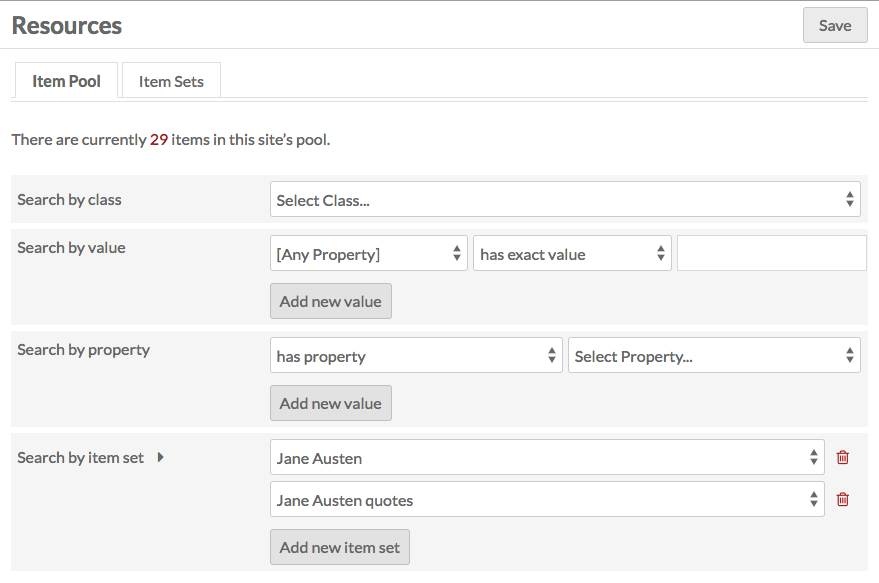 Resources
Save
Item Pool
Item Sets
There are currently 29 items in this site's pool.
Search by class
Select Class...
Search by value
[Any Property]
has exact value
Add new value
Search by property
has property
Select Property...
Add new value
Search by item set
Jane Austen
Jane Austen quotes
Add new item set